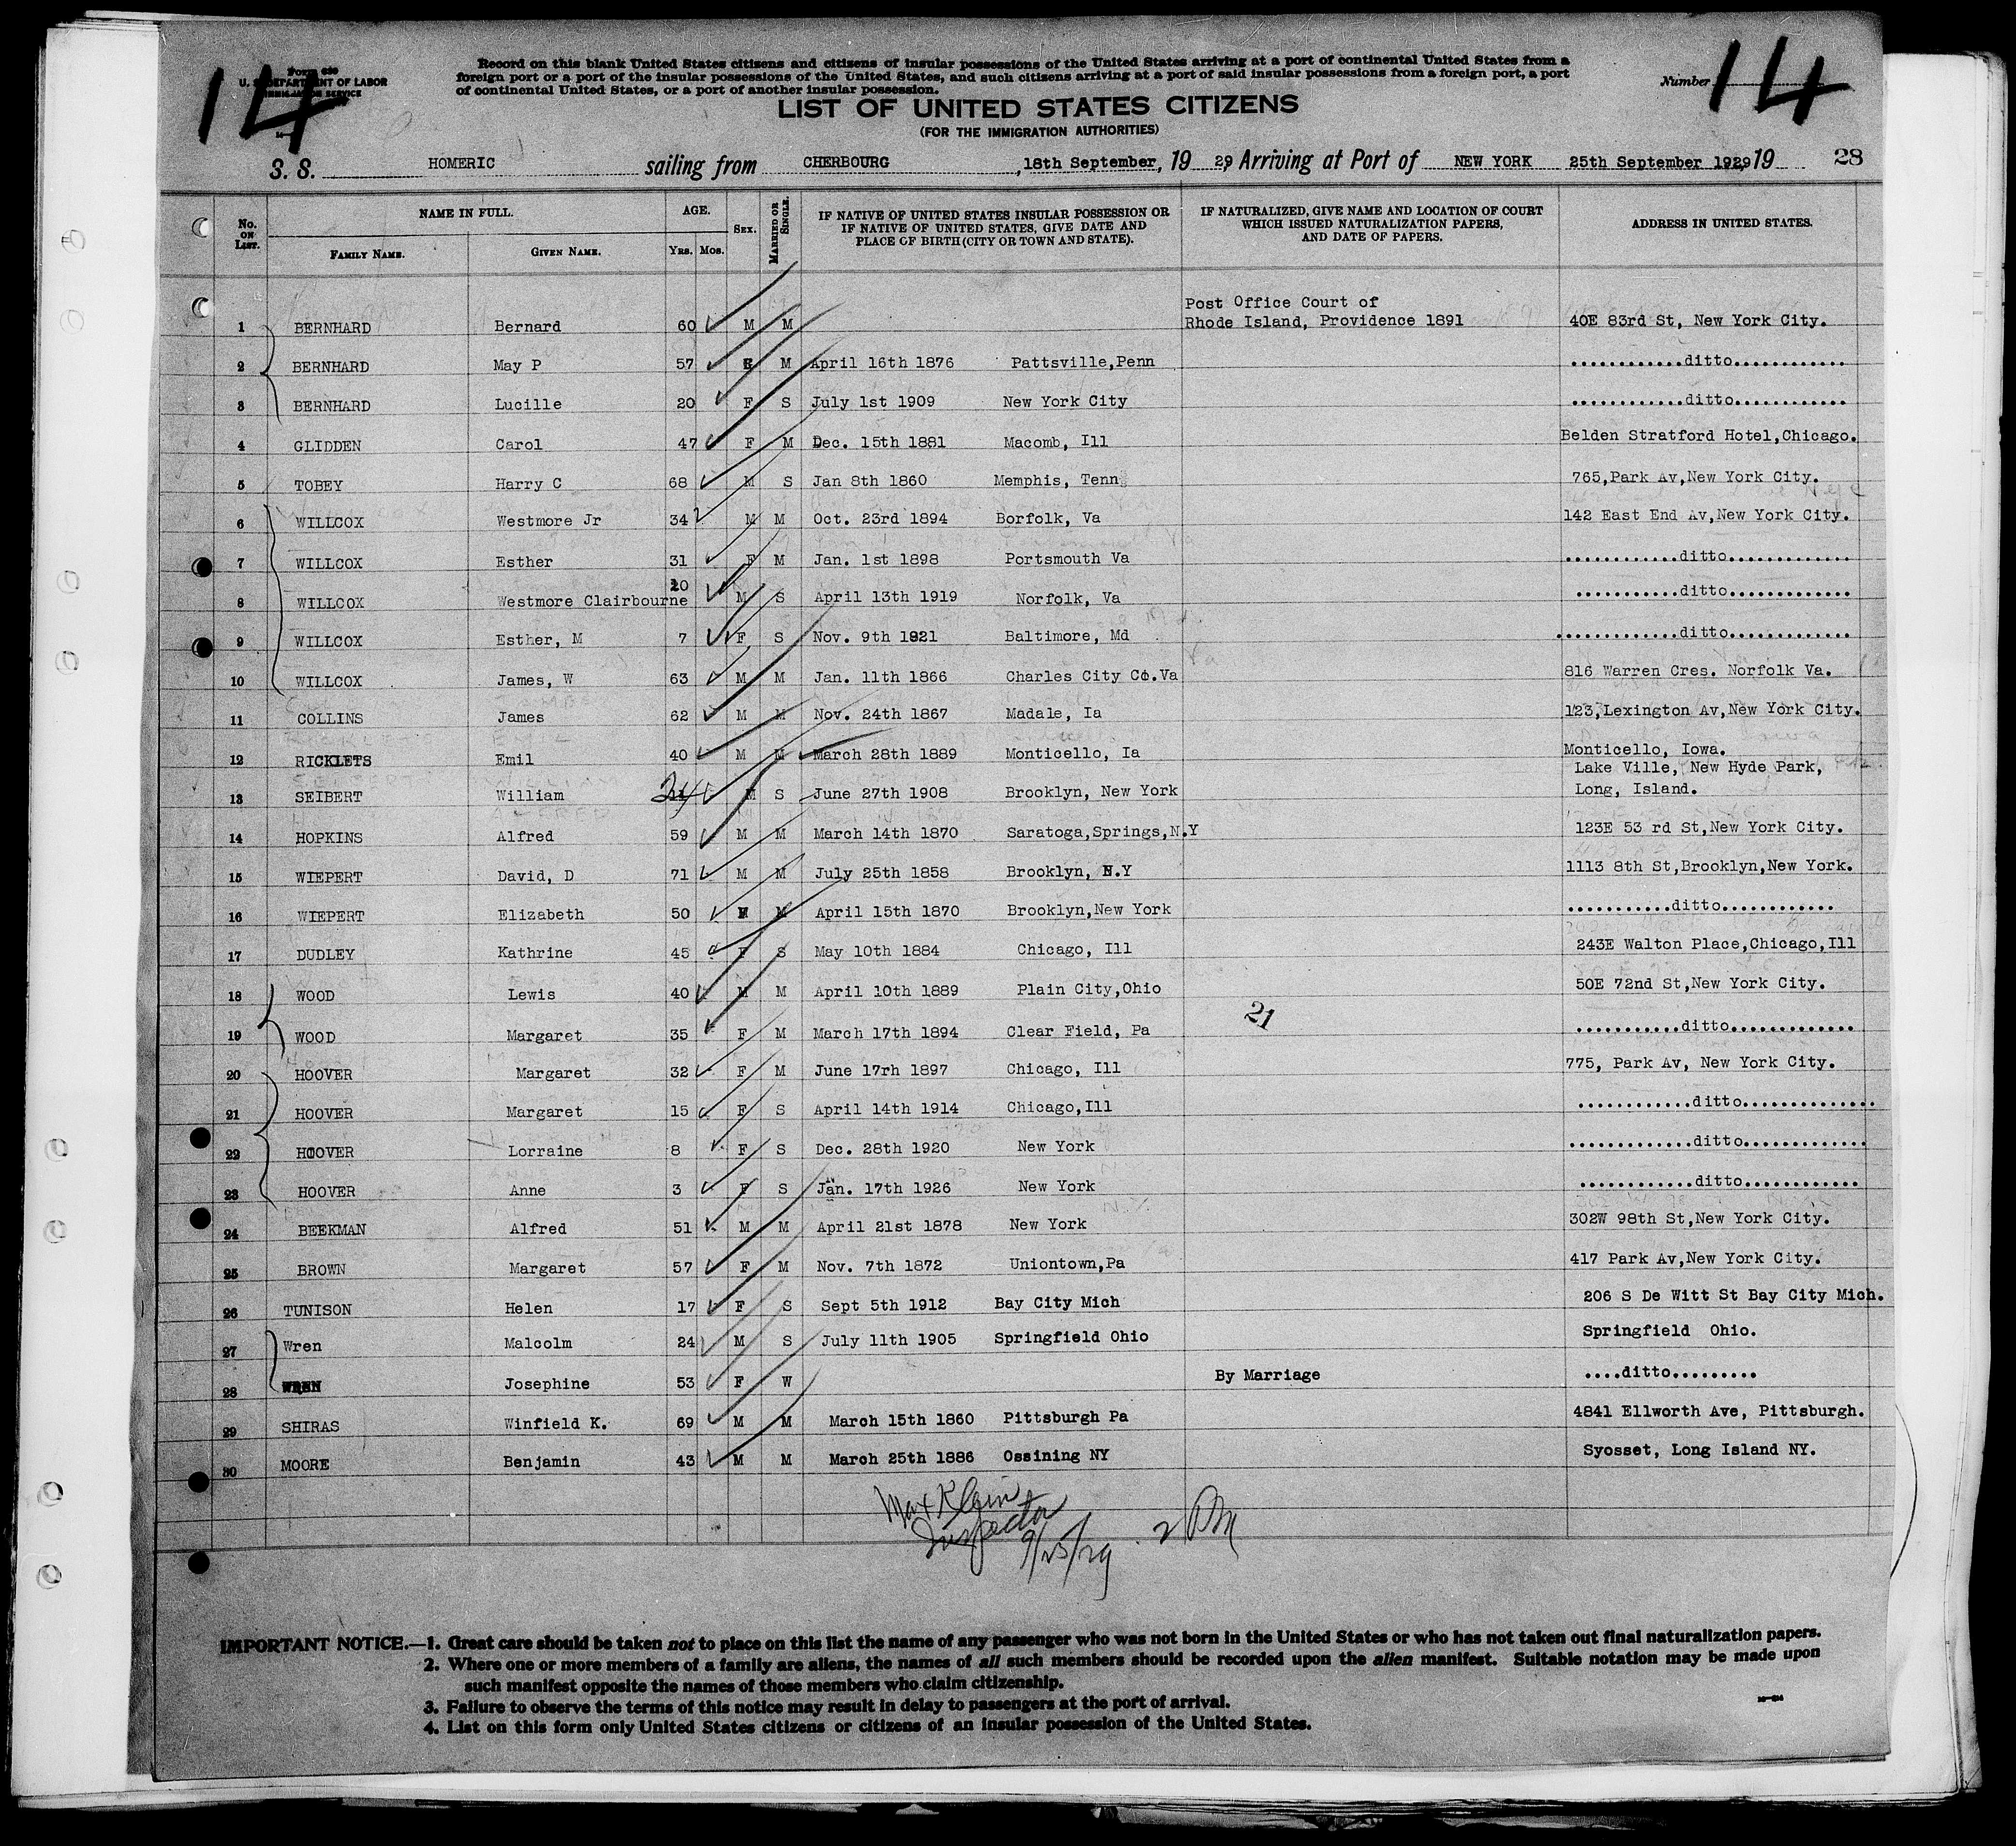 14
Form 630
U. S. DEPARTMENT OF LABOR
IMMIGRATION SERVICE
Record on this blank United States citizens and citizens of insular possessions of the United States arriving at a port of continental United States from a
foreign port or a port of the insular possessions of the United States, and such citizens arriving at a port of said insular possessions from a foreign port, a port
of continental United States, or a port of another insular possession.
Number 14
LIST OF UNITED STATES CITIZENS
(FOR THE IMMIGRATION AUTHORITIES)
S. S. HOMERIC sailing from CHERBOURG, 18th September, 19 29, Arriving at Port of NEW YORK 25th September 1929, 19 28
No. ON LIST. NAME IN FULL. FAMILY NAME. GIVEN NAME. AGE. YRS. MOS. SEX. MARRIED OR SINGLE. IF NATIVE OF UNITED STATES INSULAR POSSESSION OR IF NATIVE OF UNITED STATES, GIVE DATE AND PLACE OF BIRTH (CITY OR TOWN AND STATE). IF NATURALIZED, GIVE NAME AND LOCATION OF COURT WHICH ISSUED NATURALIZATION PAPERS, AND DATE OF PAPERS. ADDRESS IN UNITED STATES.
1 BERNHARD Bernard 60 M M Post Office Court of Rhode Island, Providence 1891 40E 83rd St, New York City.
2 BERNHARD May P 57 F M April 16th 1876 Pattsville,Penn ............ditto............
3 BERNHARD Lucille 20 F S July 1st 1909 New York City ............ditto............
4 GLIDDEN Carol 47 F M Dec. 15th 1881 Macomb, Ill Belden Stratford Hotel,Chicago.
5 TOBEY Harry C 68 M S Jan 8th 1860 Memphis, Tenn 765,Park Av,New York City.
6 WILLCOX Westmore Jr 34 M M Oct. 23rd 1894 Borfolk, Va 142 East End Av,New York City.
7 WILLCOX Esther 31 F M Jan. 1st 1898 Portsmouth Va ............ditto.............
8 WILLCOX Westmore Clairbourne 10 M S April 13th 1919 Norfolk, Va ...........ditto.............
9 WILLCOX Esther, M 7 F S Nov. 9th 1921 Baltimore, Md .............ditto.............
10 WILLCOX James, W 63 M M Jan. 11th 1866 Charles City Co.Va 816 Warren Cres. Norfolk Va.
11 COLLINS James 62 M M Nov. 24th 1867 Madale, Ia 123,Lexington Av,New York City.
12 RICKLETS Emil 40 M M March 28th 1889 Monticello, Ia Monticello, Iowa.
13 SEIBERT William 21 M S June 27th 1908 Brooklyn, New York Lake Ville, New Hyde Park, Long, Island.
14 HOPKINS Alfred 59 M M March 14th 1870 Saratoga,Springs,N.Y 123E 53 rd St,New York City.
15 WIEPERT David, D 71 M M July 25th 1858 Brooklyn, N.Y 1113 8th St,Brooklyn,New York.
16 WIEPERT Elizabeth 50 F M April 15th 1870 Brooklyn,New York ...........ditto............
17 DUDLEY Kathrine 45 F S May 10th 1884 Chicago, Ill 243E Walton Place,Chicago,Ill
18 WOOD Lewis 40 M M April 10th 1889 Plain City,Ohio 50E 72nd St,New York City.
19 WOOD Margaret 35 F M March 17th 1894 Clear Field, Pa 21 ...........ditto.............
20 HOOVER Margaret 32 F M June 17rh 1897 Chicago, Ill 775, Park Av, New York City.
21 HOOVER Margaret 15 F S April 14th 1914 Chicago,Ill ............ditto..............
22 HOOVER Lorraine 8 F S Dec. 28th 1920 New York .............ditto.............
23 HOOVER Anne 3 F S Jan. 17th 1926 New York ............ditto............
24 BEEKMAN Alfred 51 M M April 21st 1878 New York 302W 98th St,New York City.
25 BROWN Margaret 57 F M Nov. 7th 1872 Uniontown,Pa 417 Park Av,New York City.
26 TUNISON Helen 17 F S Sept 5th 1912 Bay City Mich 206 S De Witt St Bay City Mich.
27 Wren Malcolm 24 M S July 11th 1905 Springfield Ohio Springfield Ohio.
28 WREN Josephine 53 F W By Marriage ....ditto.........
29 SHIRAS Winfield K. 69 M M March 15th 1860 Pittsburgh Pa 4841 Ellworth Ave, Pittsburgh.
30 MOORE Benjamin 43 M M March 25th 1886 Ossining NY Syosset, Long Island NY.
Max Klein
Inspector
9/25/29
IMPORTANT NOTICE.—1. Great care should be taken not to place on this list the name of any passenger who was not born in the United States or who has not taken out final naturalization papers.
2. Where one or more members of a family are aliens, the names of all such members should be recorded upon the alien manifest. Suitable notation may be made upon
such manifest opposite the names of those members who claim citizenship.
3. Failure to observe the terms of this notice may result in delay to passengers at the port of arrival.
4. List on this form only United States citizens or citizens of an insular possession of the United States.